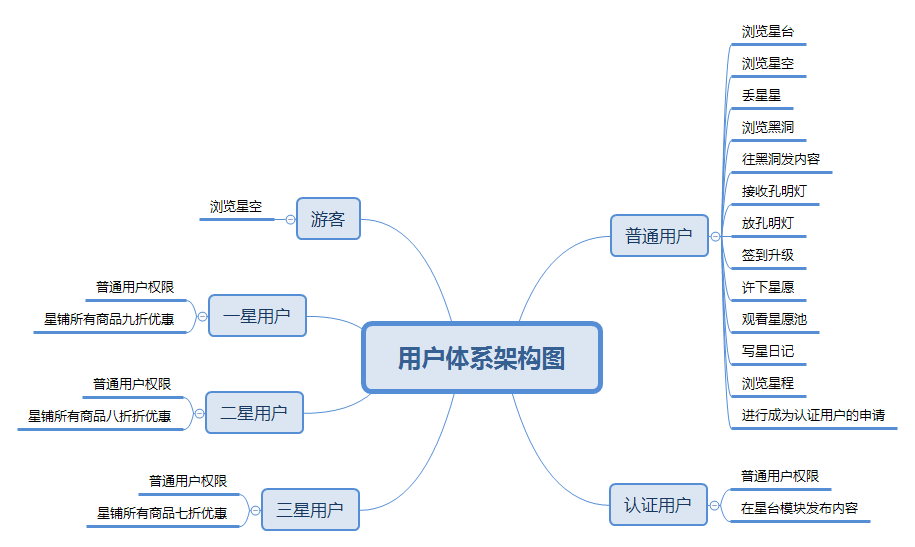 用户体系架构图
普通用户
浏览星台
浏览星空
丢星星
浏览黑洞
往黑洞发内容
接收孔明灯
放孔明灯
签到升级
许下星愿
观看星愿池
写星日记
浏览星程
进行成为认证用户的申请
认证用户
普通用户权限
在星台模块发布内容
游客
浏览星空
一星用户
普通用户权限
星铺所有商品九折优惠
二星用户
普通用户权限
星铺所有商品八折折优惠
三星用户
普通用户权限
星铺所有商品七折优惠